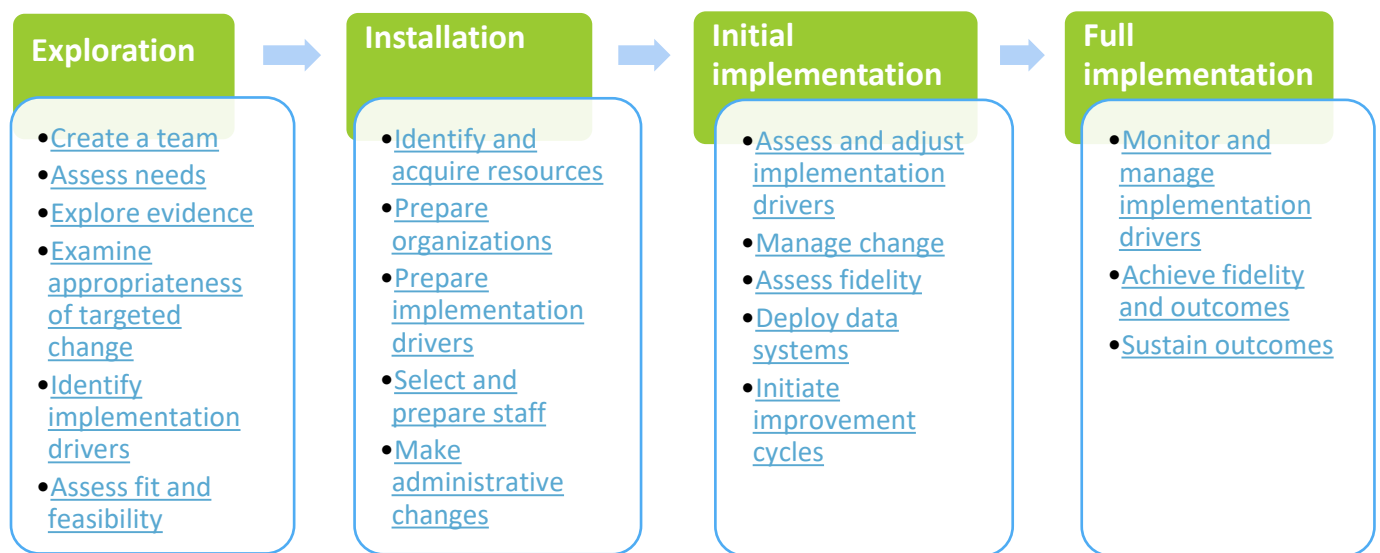 Exploration
•Create a team
•Assess needs
•Explore evidence
•Examine
appropriateness
of targeted
change
•Identify
implementation
drivers
•Assess fit and
feasibility
Installation
•Identify and
acquire resources
•Prepare
organizations
•Prepare
implementation
drivers
•Select and
prepare staff
•Make
administrative
changes
Initial
implementation
•Assess and adjust
implementation
drivers
•Manage change
•Assess fidelity
•Deploy data
systems
•Initiate
improvement
cycles
Full
implementation
•Monitor and
manage
implementation
drivers
•Achieve fidelity
and outcomes
•Sustain outcomes